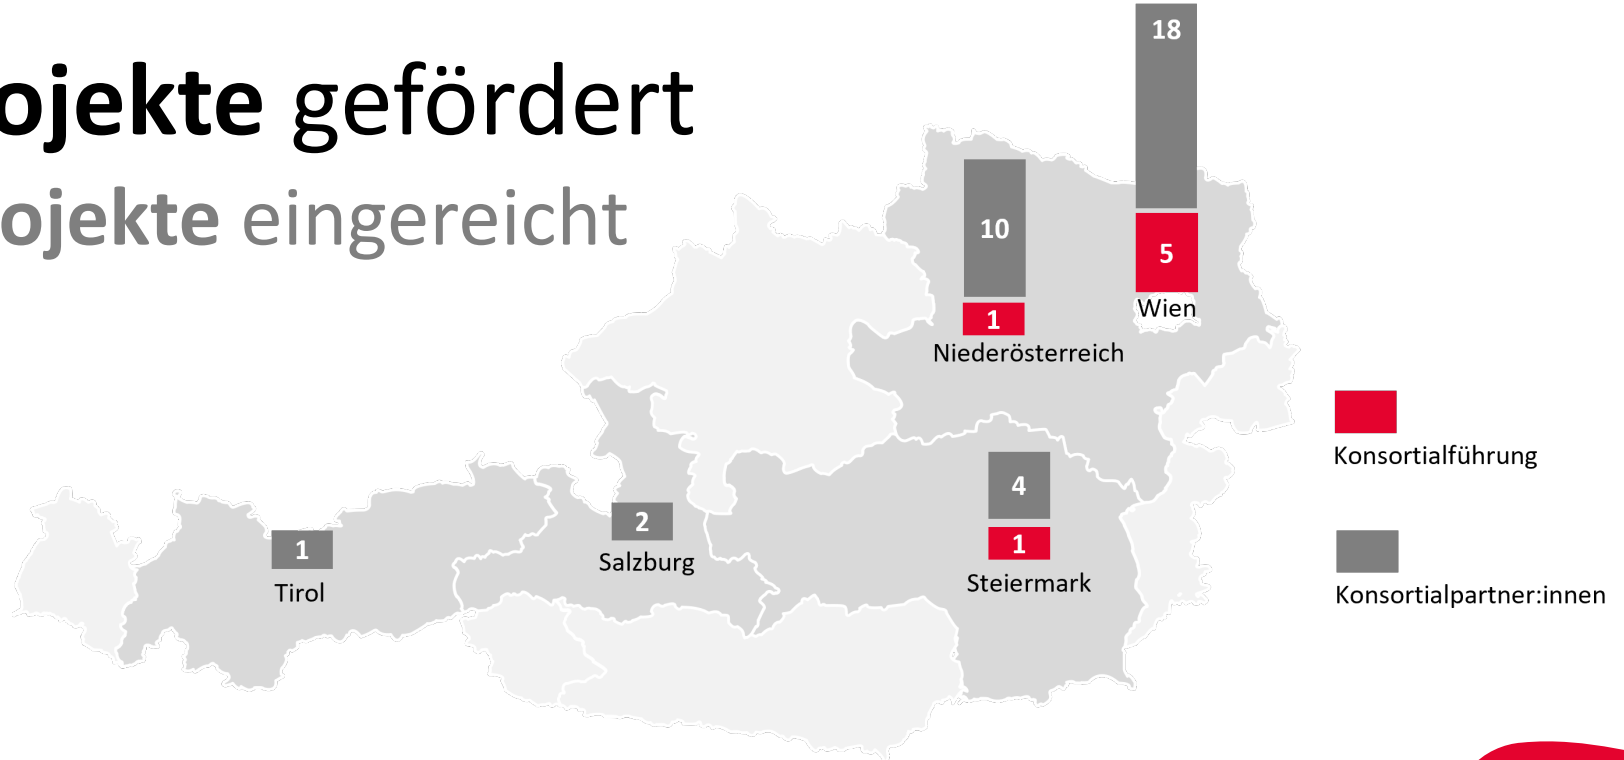 ojekte gefördert
ojekte eingereicht
18
10
5
Wien
1
Niederösterreich
Konsortialführung
4
2
1
1
Salzburg
Steiermark
Tirol
Konsortialpartner:innen